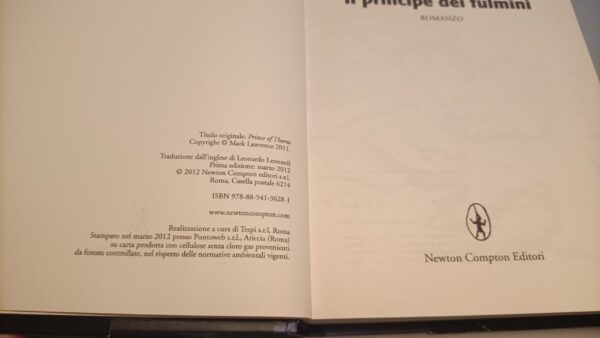 Titolo originale: Prince of Thorns
Copyright © Mark Lawrence 2011.
Traduzione dall'inglese di Leonardo Leonardi
Prima edizione: marzo 2012
© 2012 Newton Compton editori s.r.l.
Roma, Casella postale 6214
ISBN 978-88-541-3628-1
www.newtoncompton.com
Realizzazione a cura di Tespi s.r.l., Roma
Stampato nel marzo 2012 presso Puntoweb s.r.l., Ariccia (Roma)
su carta prodotta con cellulose senza cloro gas provenienti
da foreste controllate, nel rispetto delle normative ambientali vigenti.
Il principe dei fulmini
ROMANZO
Newton Compton Editori